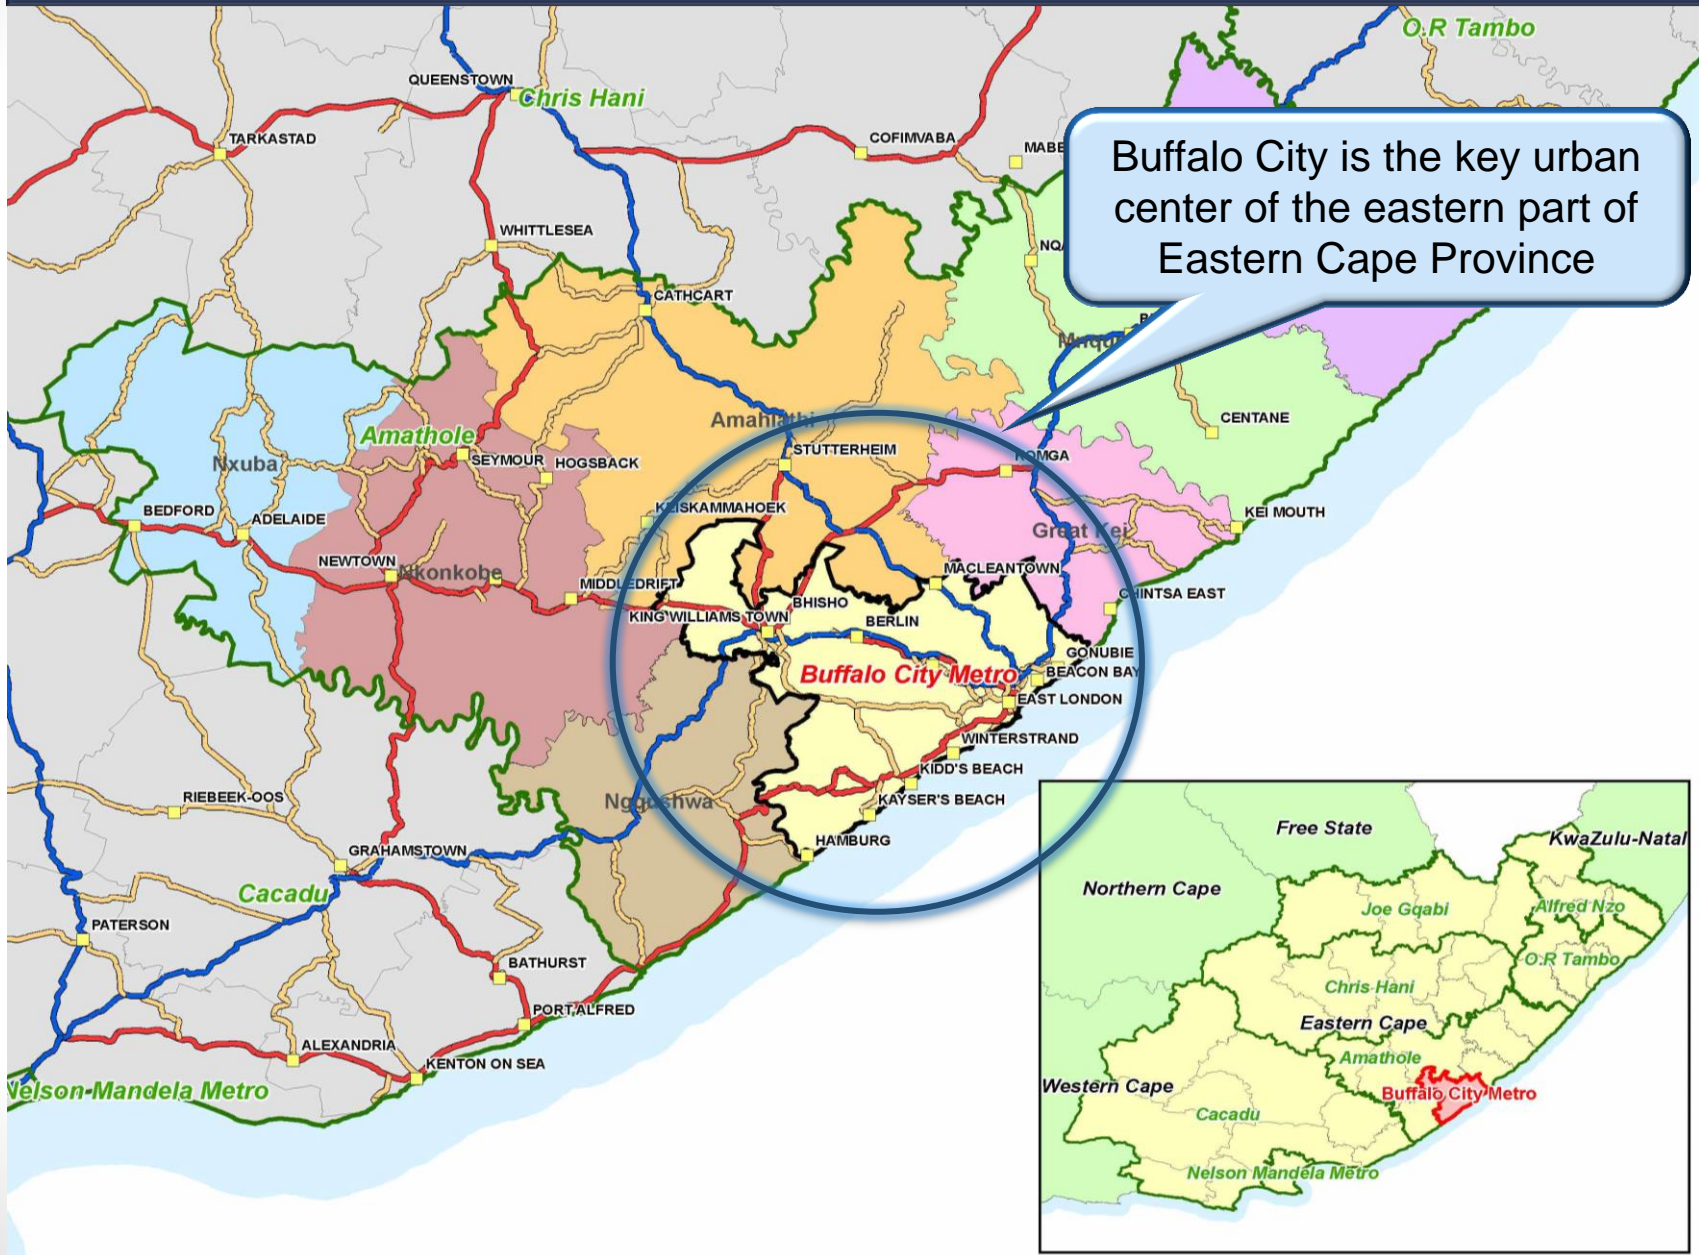 O.R Tambo
QUEENSTOWN
Chris Hani
TARKASTAD
COFIMVABA
Buffalo City is the key urban
center of the eastern part of
Eastern Cape Province
WHITTLESEA
CATHCART
Amahlathi
CENTANE
Amathole
STUTTERHEIM
KOMGA
Nxuba
SEYMOUR
HOGSBACK
BEDFORD
ADELAIDE
KEISKAMMAHOEK
KEI MOUTH
Great Kei
NEWTOWN
Nkonkobe
MIDDLEDRIFT
MACLEANTOWN
BHISHO
CHINTSA EAST
KING WILLIAMS TOWN
BERLIN
GONUBIE
Buffalo City Metro
BEACON BAY
EAST LONDON
WINTERSTRAND
KIDD'S BEACH
RIEBEEK-OOS
Ngqushwa
KAYSER'S BEACH
HAMBURG
GRAHAMSTOWN
Cacadu
PATERSON
BATHURST
PORT ALFRED
ALEXANDRIA
KENTON ON SEA
Nelson Mandela Metro
Free State
KwaZulu-Natal
Northern Cape
Joe Gqabi
Alfred Nzo
O.R Tambo
Chris Hani
Eastern Cape
Amathole
Western Cape
Buffalo City Metro
Cacadu
Nelson Mandela Metro